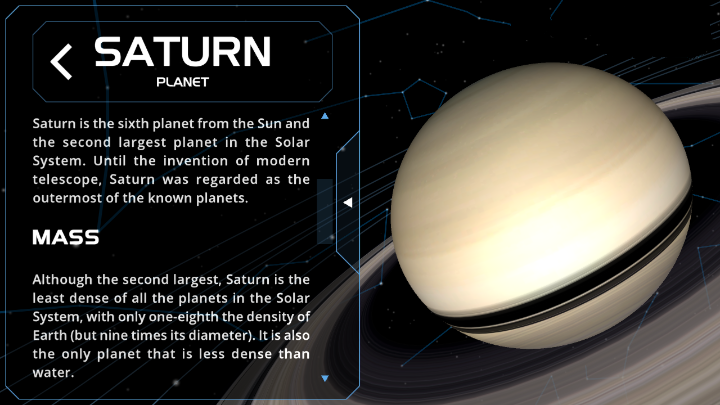 SATURN
PLANET
Saturn is the sixth planet from the Sun and
the second largest planet in the Solar
System. Until the invention of modern
telescope, Saturn was regarded as the
outermost of the known planets.
MASS
Although the second largest, Saturn is the
least dense of all the planets in the Solar
System, with only one-eighth the density of
Earth (but nine times its diameter). It is also
the only planet that is less dense than
water.